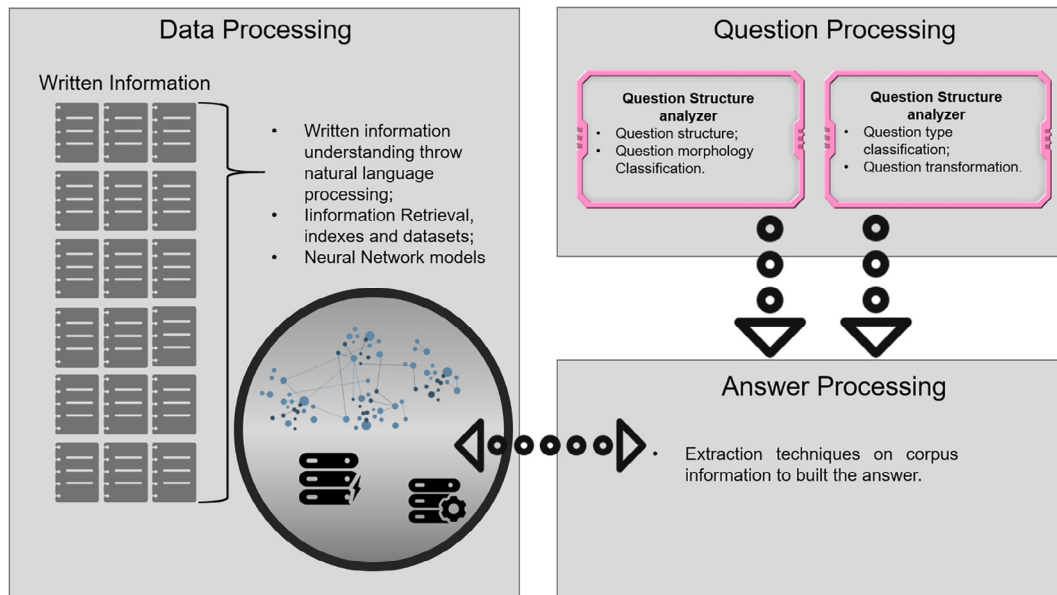 Data Processing
Written Information
• Written information
understanding throw
natural language
processing;
• Iinformation Retrieval,
indexes and datasets;
• Neural Network models
Question Processing
Question Structure
analyzer
• Question structure;
• Question morphology
Classification.
Question Structure
analyzer
• Question type
classification;
• Question transformation.
Answer Processing
• Extraction techniques on corpus
information to built the answer.